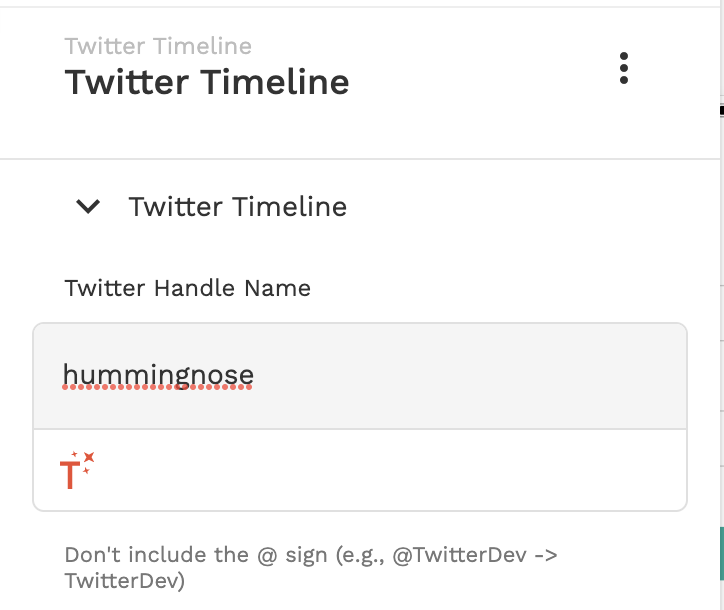 Twitter Timeline
Twitter Timeline
Twitter Timeline
Twitter Handle Name
hummingnose
T
Don't include the @ sign (e.g., @TwitterDev ->
TwitterDev)